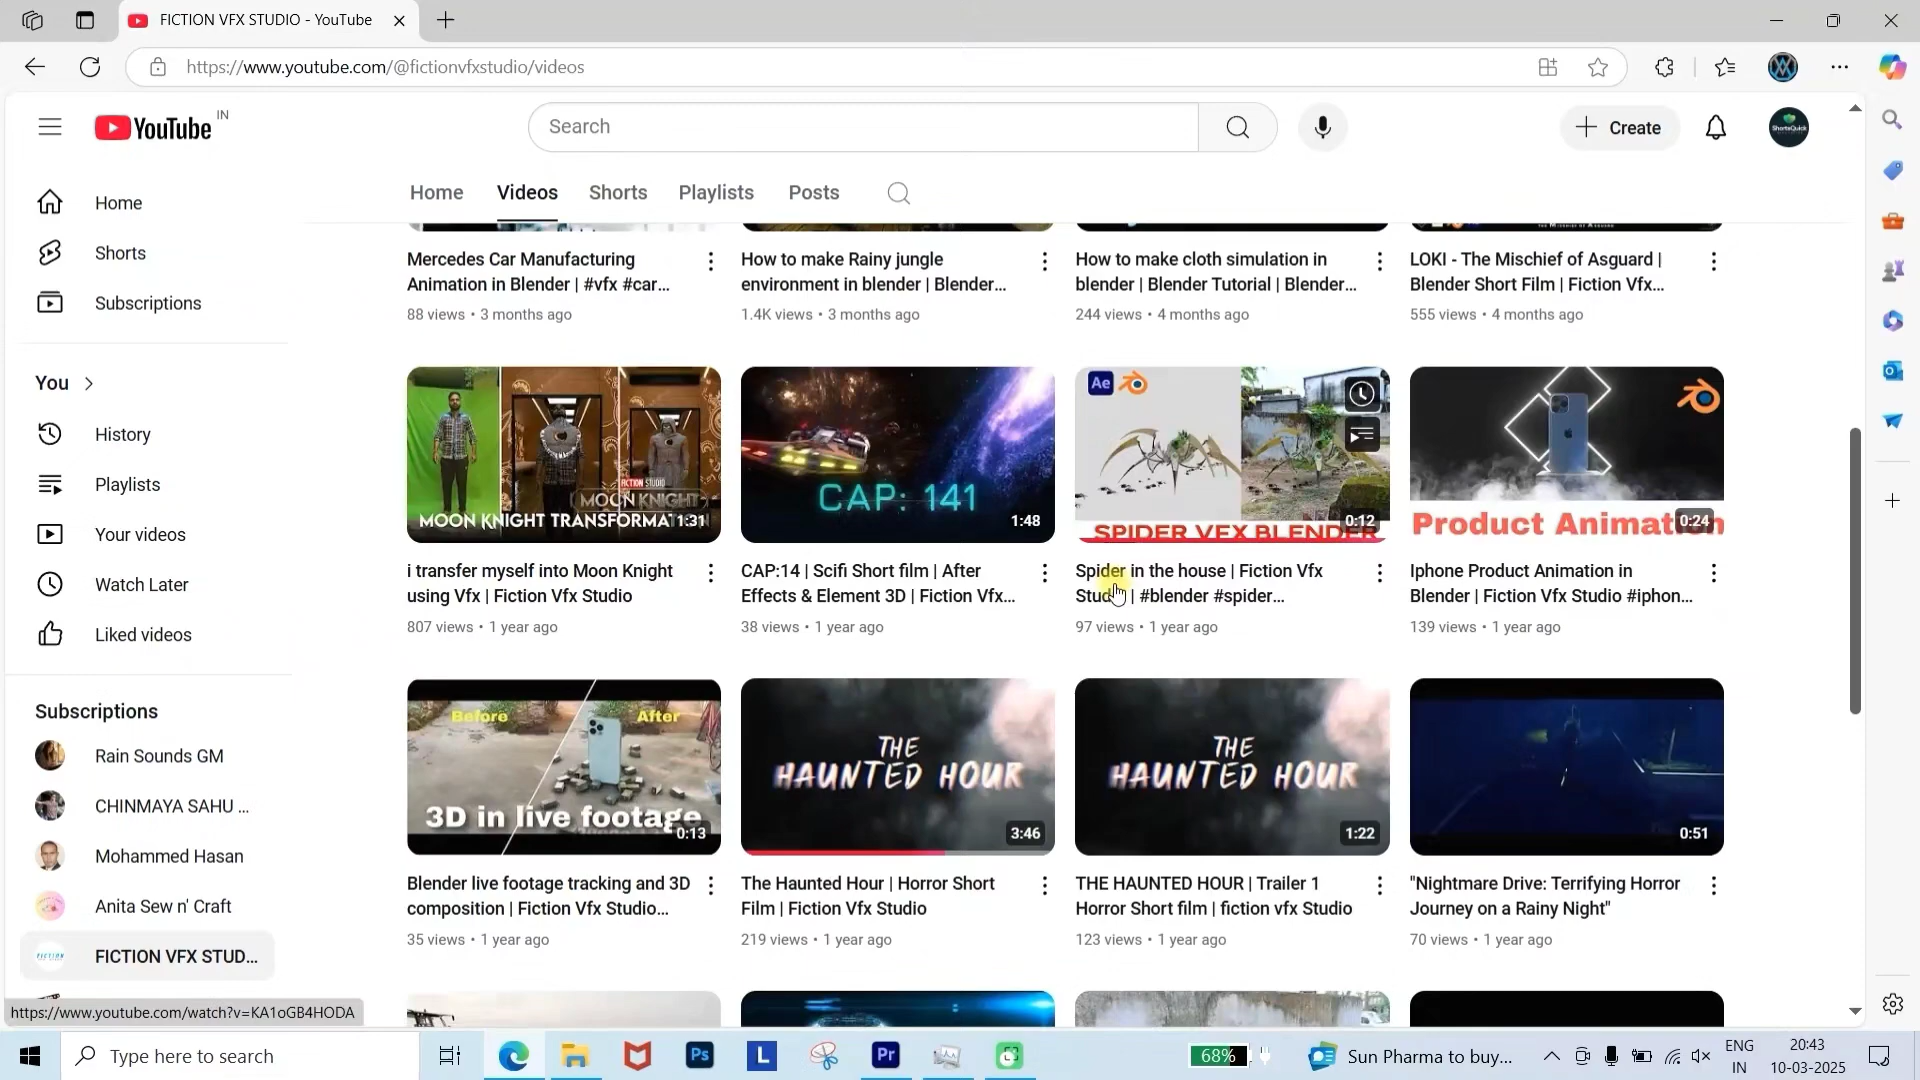 FICTION VFX STUDIO - YouTube
https://www.youtube.com/@fictionvfxstudio/videos
YouTube IN
Search
Create
ShortsQuick
Home
Videos
Shorts
Playlists
Posts
Home
Shorts
Subscriptions
You
History
Playlists
Your videos
Watch Later
Liked videos
Subscriptions
Rain Sounds GM
CHINMAYA SAHU ...
Mohammed Hasan
Anita Sew n' Craft
FICTION
FICTION VFX STUD...
https://www.youtube.com/watch?v=KA1oGB4HODA
Mercedes Car Manufacturing
Animation in Blender | #vfx #car...
88 views • 3 months ago
How to make Rainy jungle
environment in blender | Blender...
1.4K views • 3 months ago
How to make cloth simulation in
blender | Blender Tutorial | Blender...
244 views • 4 months ago
LOKI - The Mischief of Asguard |
Blender Short Film | Fiction Vfx...
555 views • 4 months ago
FICTION STUDIO
MOON KNIGHT
MOON KNIGHT TRANSFORMAT
1:31
i transfer myself into Moon Knight
using Vfx | Fiction Vfx Studio
807 views • 1 year ago
CAP: 141
1:48
CAP:14 | Scifi Short film | After
Effects & Element 3D | Fiction Vfx...
38 views • 1 year ago
Ae
SPIDER VFX BLENDER
0:12
Spider in the house | Fiction Vfx
Studio | #blender #spider...
97 views • 1 year ago
Product Animation
0:24
Iphone Product Animation in
Blender | Fiction Vfx Studio #iphon...
139 views • 1 year ago
Before
After
3D in live footage
0:13
Blender live footage tracking and 3D
composition | Fiction Vfx Studio...
35 views • 1 year ago
THE
HAUNTED HOUR
3:46
The Haunted Hour | Horror Short
Film | Fiction Vfx Studio
219 views • 1 year ago
THE
HAUNTED HOUR
1:22
THE HAUNTED HOUR | Trailer 1
Horror Short film | fiction vfx Studio
123 views • 1 year ago
0:51
"Nightmare Drive: Terrifying Horror
Journey on a Rainy Night"
70 views • 1 year ago
Type here to search
Ps
L
Pr
68%
Sun Pharma to buy...
ENG
IN
20:43
10-03-2025